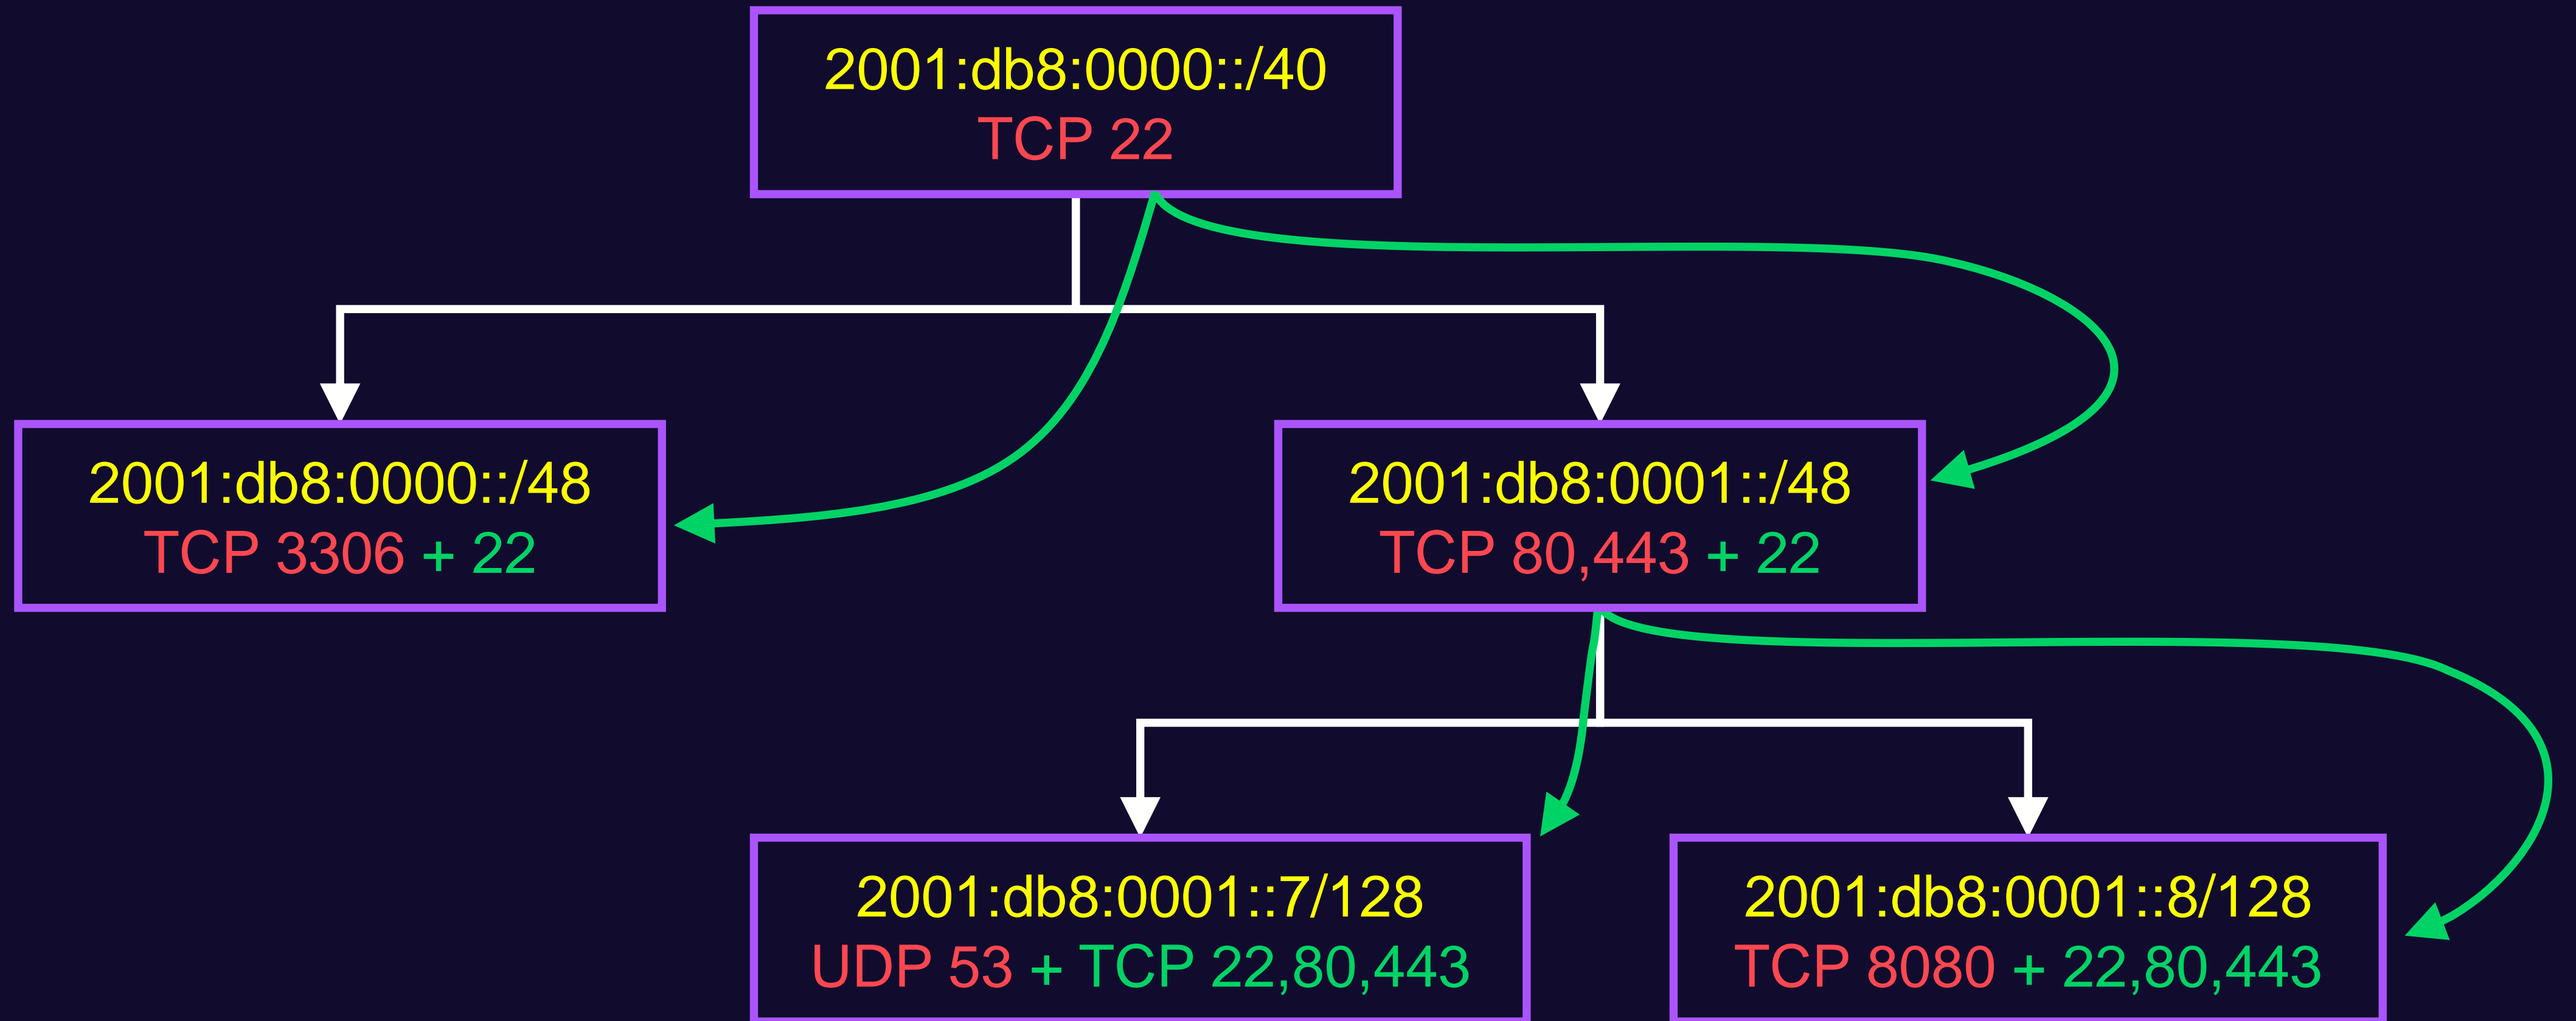 2001:db8:0000::/40
TCP 22
2001:db8:0000::/48
TCP 3306 + 22
2001:db8:0001::/48
TCP 80,443 + 22
2001:db8:0001::7/128
UDP 53 + TCP 22,80,443
2001:db8:0001::8/128
TCP 8080 + 22,80,443